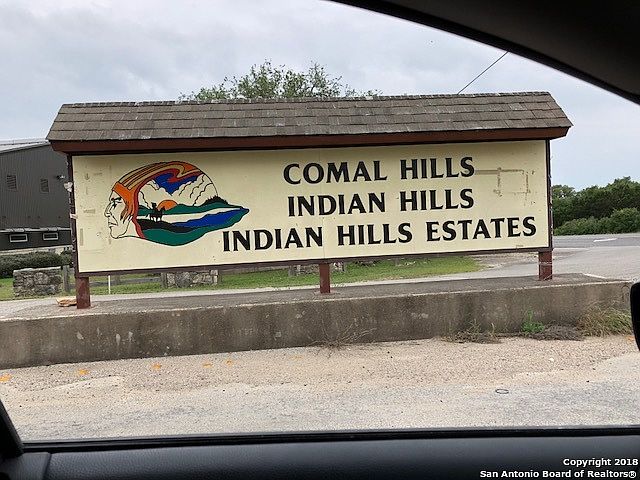 COMAL HILLS
INDIAN HILLS
INDIAN HILLS ESTATES
Copyright 2018
San Antonio Board of Realtors®